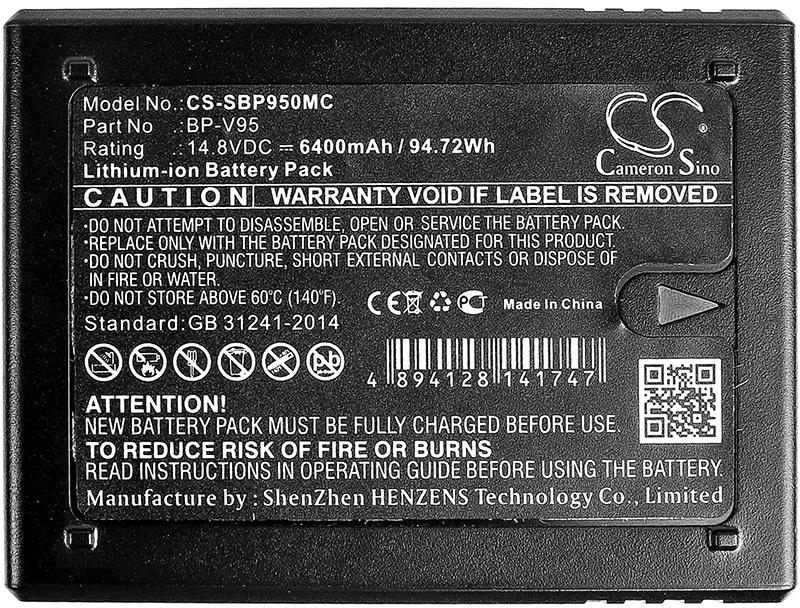 Model No.:CS-SBP950MC
Part No :BP-V95
Rating :14.8VDC ⎓ 6400mAh / 94.72Wh
Lithium-ion Battery Pack
CS
Cameron Sino
CAUTION WARRANTY VOID IF LABEL IS REMOVED
·DO NOT ATTEMPT TO DISASSEMBLE, OPEN OR SERVICE THE BATTERY PACK.
·REPLACE ONLY WITH THE BATTERY PACK DESIGNATED FOR THIS PRODUCT.
·DO NOT CRUSH, PUNCTURE, SHORT EXTERNAL CONTACTS OR DISPOSE OF
IN FIRE OR WATER.
·DO NOT STORE ABOVE 60°C (140°F).
CE PCT Made In China
Standard:GB 31241-2014
Pb
4 894128 141747
ATTENTION!
NEW BATTERY PACK MUST BE FULLY CHARGED BEFORE USE.
TO REDUCE RISK OF FIRE OR BURNS
READ INSTRUCTIONS IN OPERATING GUIDE BEFORE USING THE BATTERY.
Manufacture by : ShenZhen HENZENS Technology Co., Limited